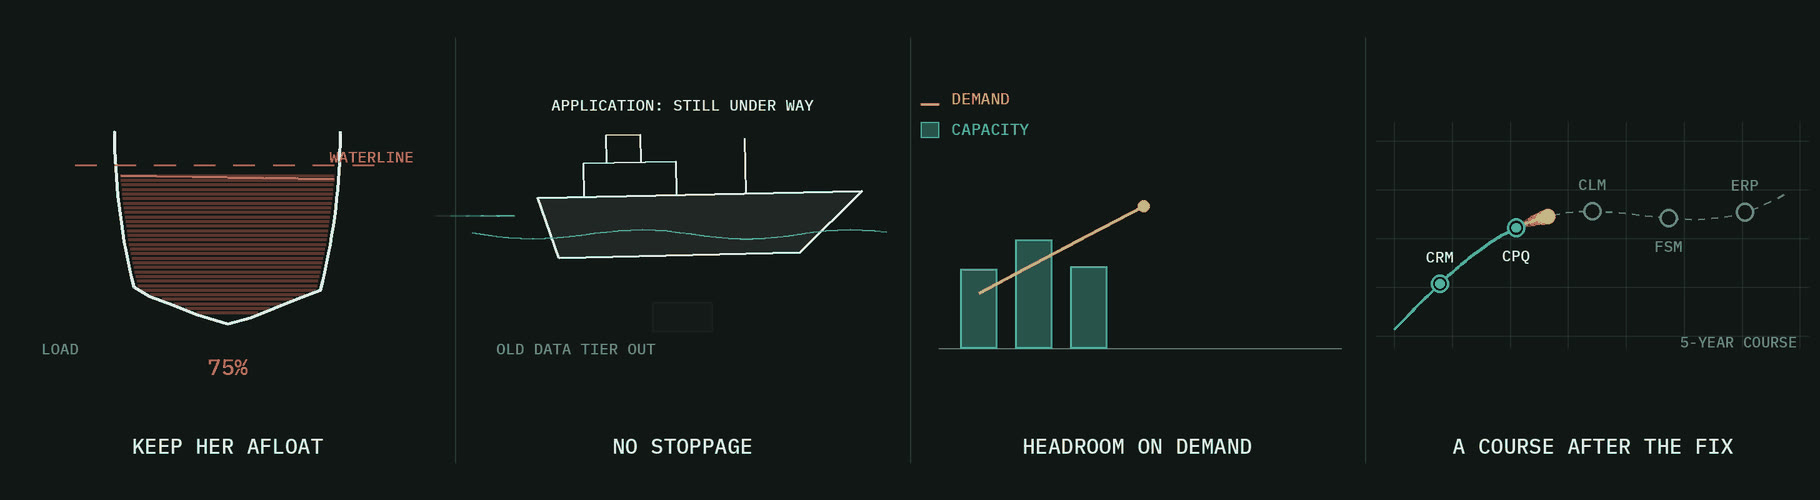 WATERLINE
LOAD
75%
KEEP HER AFLOAT
APPLICATION: STILL UNDER WAY
OLD DATA TIER OUT
NO STOPPAGE
DEMAND
CAPACITY
HEADROOM ON DEMAND
CRM
CPQ
CLM
FSM
ERP
5-YEAR COURSE
A COURSE AFTER THE FIX